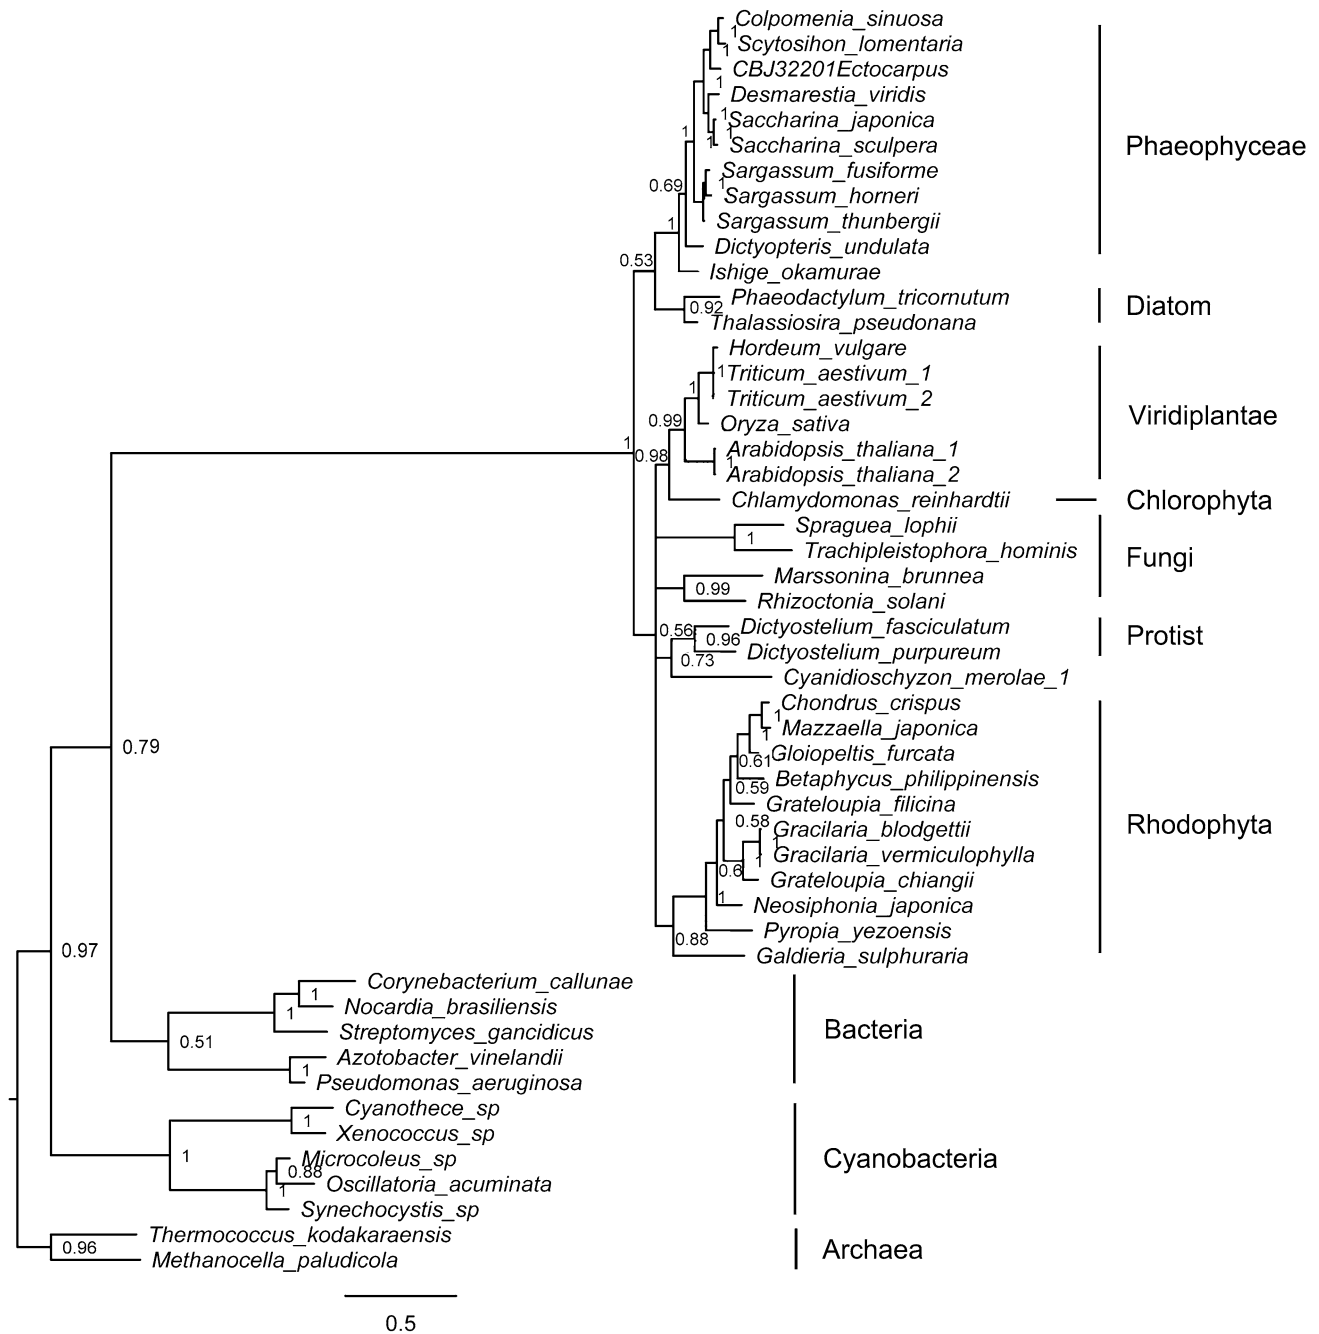 Colpomenia_sinuosa
1
Scytosihon_lomentaria
1
CBJ32201Ectocarpus
1
Desmarestia_viridis
1
Saccharina_japonica
1
1
1
Saccharina_sculpera
Phaeophyceae
Sargassum_fusiforme
0.69
1
Sargassum_horneri
1
Sargassum_thunbergii
Dictyopteris_undulata
0.53
Ishige_okamurae
Phaeodactylum_tricornutum
0.92
Diatom
Thalassiosira_pseudonana
Hordeum_vulgare
1
Triticum_aestivum_1
1
Triticum_aestivum_2
Viridiplantae
0.99
Oryza_sativa
1
Arabidopsis_thaliana_1
0.98
1
Arabidopsis_thaliana_2
Chlamydomonas_reinhardtii
Chlorophyta
Spraguea_lophii
1
Trachipleistophora_hominis
Fungi
Marssonina_brunnea
0.99
Rhizoctonia_solani
Dictyostelium_fasciculatum
0.56
0.96
Protist
Dictyostelium_purpureum
0.73
Cyanidioschyzon_merolae_1
Chondrus_crispus
1
Mazzaella_japonica
1
Gloiopeltis_furcata
0.61
Betaphycus_philippinensis
0.59
Grateloupia_filicina
0.58
Gracilaria_blodgettii
Rhodophyta
1
Gracilaria_vermiculophylla
1
0.6
Grateloupia_chiangii
1
Neosiphonia_japonica
Pyropia_yezoensis
0.88
Galdieria_sulphuraria
0.79
0.97
Corynebacterium_callunae
1
Nocardia_brasiliensis
1
Streptomyces_gancidicus
Bacteria
0.51
Azotobacter_vinelandii
1
Pseudomonas_aeruginosa
Cyanothece_sp
1
Xenococcus_sp
1
Microcoleus_sp
Cyanobacteria
0.88
Oscillatoria_acuminata
1
Synechocystis_sp
Thermococcus_kodakaraensis
0.96
Archaea
Methanocella_paludicola
0.5